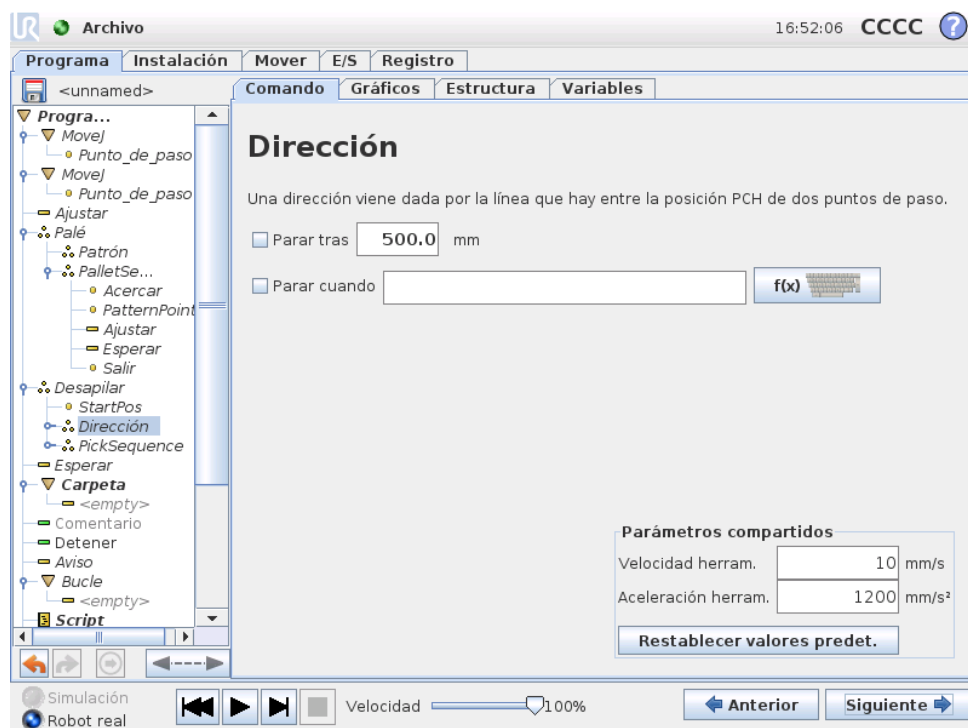 UR Archivo 16:52:06 CCCC ?
Programa Instalación Mover E/S Registro
<unnamed>
Comando Gráficos Estructura Variables
Progra...
MoveJ
Punto_de_paso
MoveJ
Punto_de_paso
Ajustar
Palé
Patrón
PalletSe...
Acercar
PatternPoint
Ajustar
Esperar
Salir
Desapilar
StartPos
Dirección
PickSequence
Esperar
Carpeta
<empty>
Comentario
Detener
Aviso
Bucle
<empty>
Script
Dirección
Una dirección viene dada por la línea que hay entre la posición PCH de dos puntos de paso.
Parar tras 500.0 mm
Parar cuando f(x)
Parámetros compartidos
Velocidad herram. 10 mm/s
Aceleración herram. 1200 mm/s²
Restablecer valores predet.
Simulación
Robot real
Velocidad 100%
Anterior Siguiente